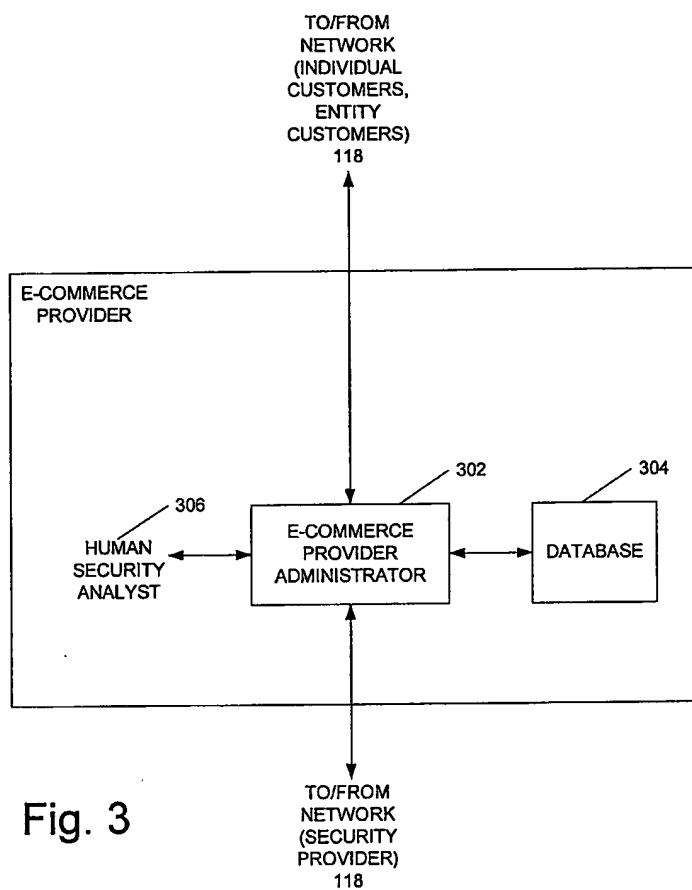 TO/FROM
NETWORK
(INDIVIDUAL
CUSTOMERS,
ENTITY
CUSTOMERS)
118
E-COMMERCE
PROVIDER
306
302
304
HUMAN
SECURITY
ANALYST
E-COMMERCE
PROVIDER
ADMINISTRATOR
DATABASE
TO/FROM
NETWORK
(SECURITY
PROVIDER)
118
Fig. 3